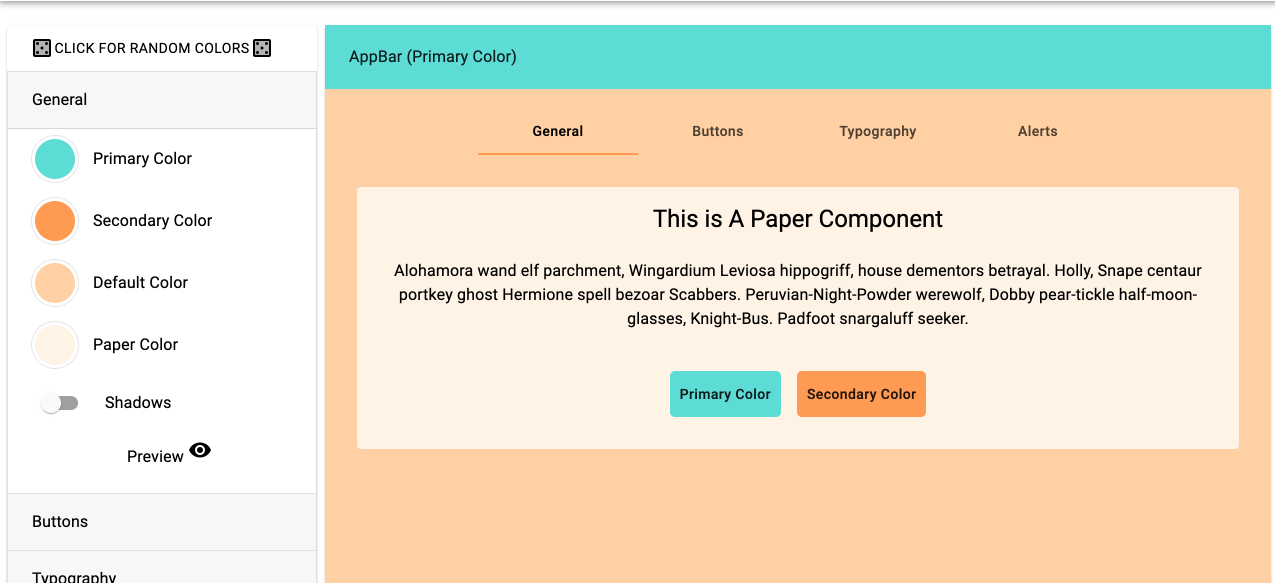 CLICK FOR RANDOM COLORS
General
Primary Color
Secondary Color
Default Color
Paper Color
Shadows
Preview
Buttons
Typography
AppBar (Primary Color)
General Buttons Typography Alerts
This is A Paper Component
Alohamora wand elf parchment, Wingardium Leviosa hippogriff, house dementors betrayal. Holly, Snape centaur
portkey ghost Hermione spell bezoar Scabbers. Peruvian-Night-Powder werewolf, Dobby pear-tickle half-moon-
glasses, Knight-Bus. Padfoot snargaluff seeker.
Primary Color Secondary Color